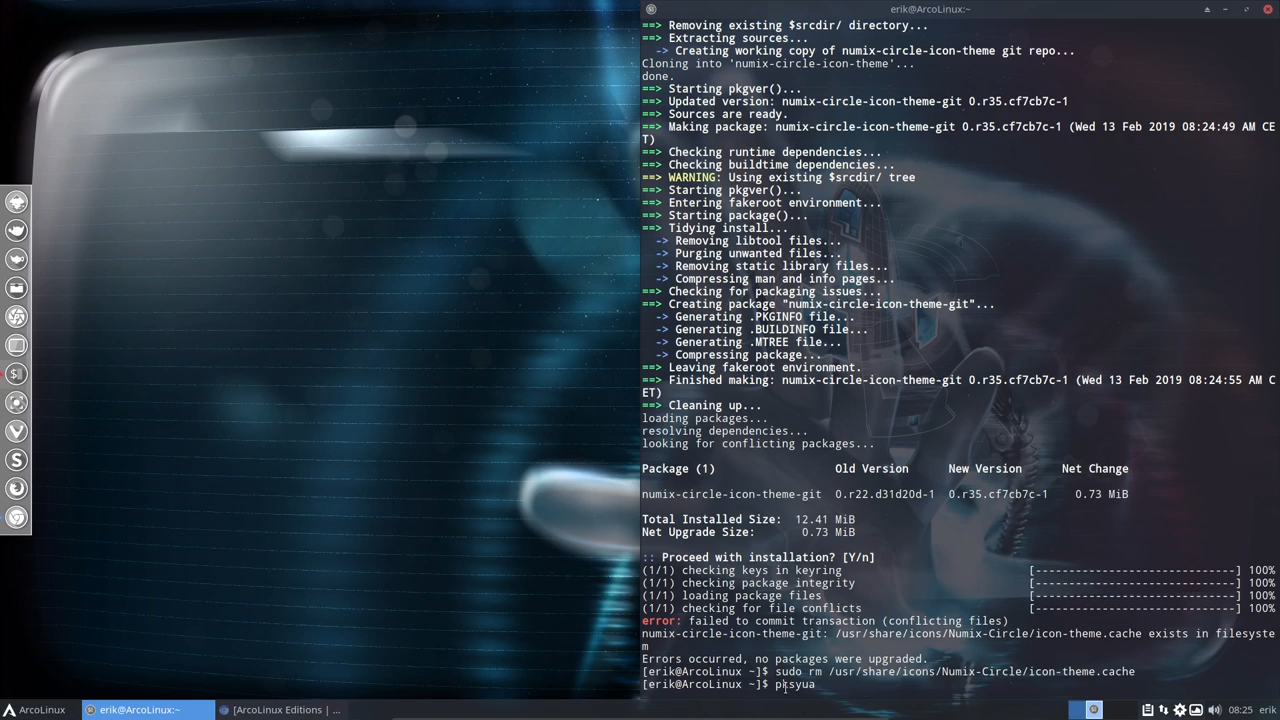 erik@ArcoLinux:~
==> Removing existing $srcdir/ directory...
==> Extracting sources...
-> Creating working copy of numix-circle-icon-theme git repo...
Cloning into 'numix-circle-icon-theme'...
done.
==> Starting pkgver()...
==> Updated version: numix-circle-icon-theme-git 0.r35.cf7cb7c-1
==> Sources are ready.
==> Making package: numix-circle-icon-theme-git 0.r35.cf7cb7c-1 (Wed 13 Feb 2019 08:24:49 AM CE
T)
==> Checking runtime dependencies...
==> Checking buildtime dependencies...
==> WARNING: Using existing $srcdir/ tree
==> Starting pkgver()...
==> Entering fakeroot environment...
==> Starting package()...
==> Tidying install...
-> Removing libtool files...
-> Purging unwanted files...
-> Removing static library files...
-> Compressing man and info pages...
==> Checking for packaging issues...
==> Creating package "numix-circle-icon-theme-git"...
-> Generating .PKGINFO file...
-> Generating .BUILDINFO file...
-> Generating .MTREE file...
-> Compressing package...
==> Leaving fakeroot environment.
==> Finished making: numix-circle-icon-theme-git 0.r35.cf7cb7c-1 (Wed 13 Feb 2019 08:24:55 AM C
ET)
==> Cleaning up...
loading packages...
resolving dependencies...
looking for conflicting packages...
Package (1) Old Version New Version Net Change
numix-circle-icon-theme-git 0.r22.d31d20d-1 0.r35.cf7cb7c-1 0.73 MiB
Total Installed Size: 12.41 MiB
Net Upgrade Size: 0.73 MiB
:: Proceed with installation? [Y/n]
(1/1) checking keys in keyring [------------------------------] 100%
(1/1) checking package integrity [------------------------------] 100%
(1/1) loading package files [------------------------------] 100%
(1/1) checking for file conflicts [------------------------------] 100%
error: failed to commit transaction (conflicting files)
numix-circle-icon-theme-git: /usr/share/icons/Numix-Circle/icon-theme.cache exists in filesyste
m
Errors occurred, no packages were upgraded.
[erik@ArcoLinux ~]$ sudo rm /usr/share/icons/Numix-Circle/icon-theme.cache
[erik@ArcoLinux ~]$ pksyua
ArcoLinux erik@ArcoLinux:~ [ArcoLinux Editions | ... 08:25 erik